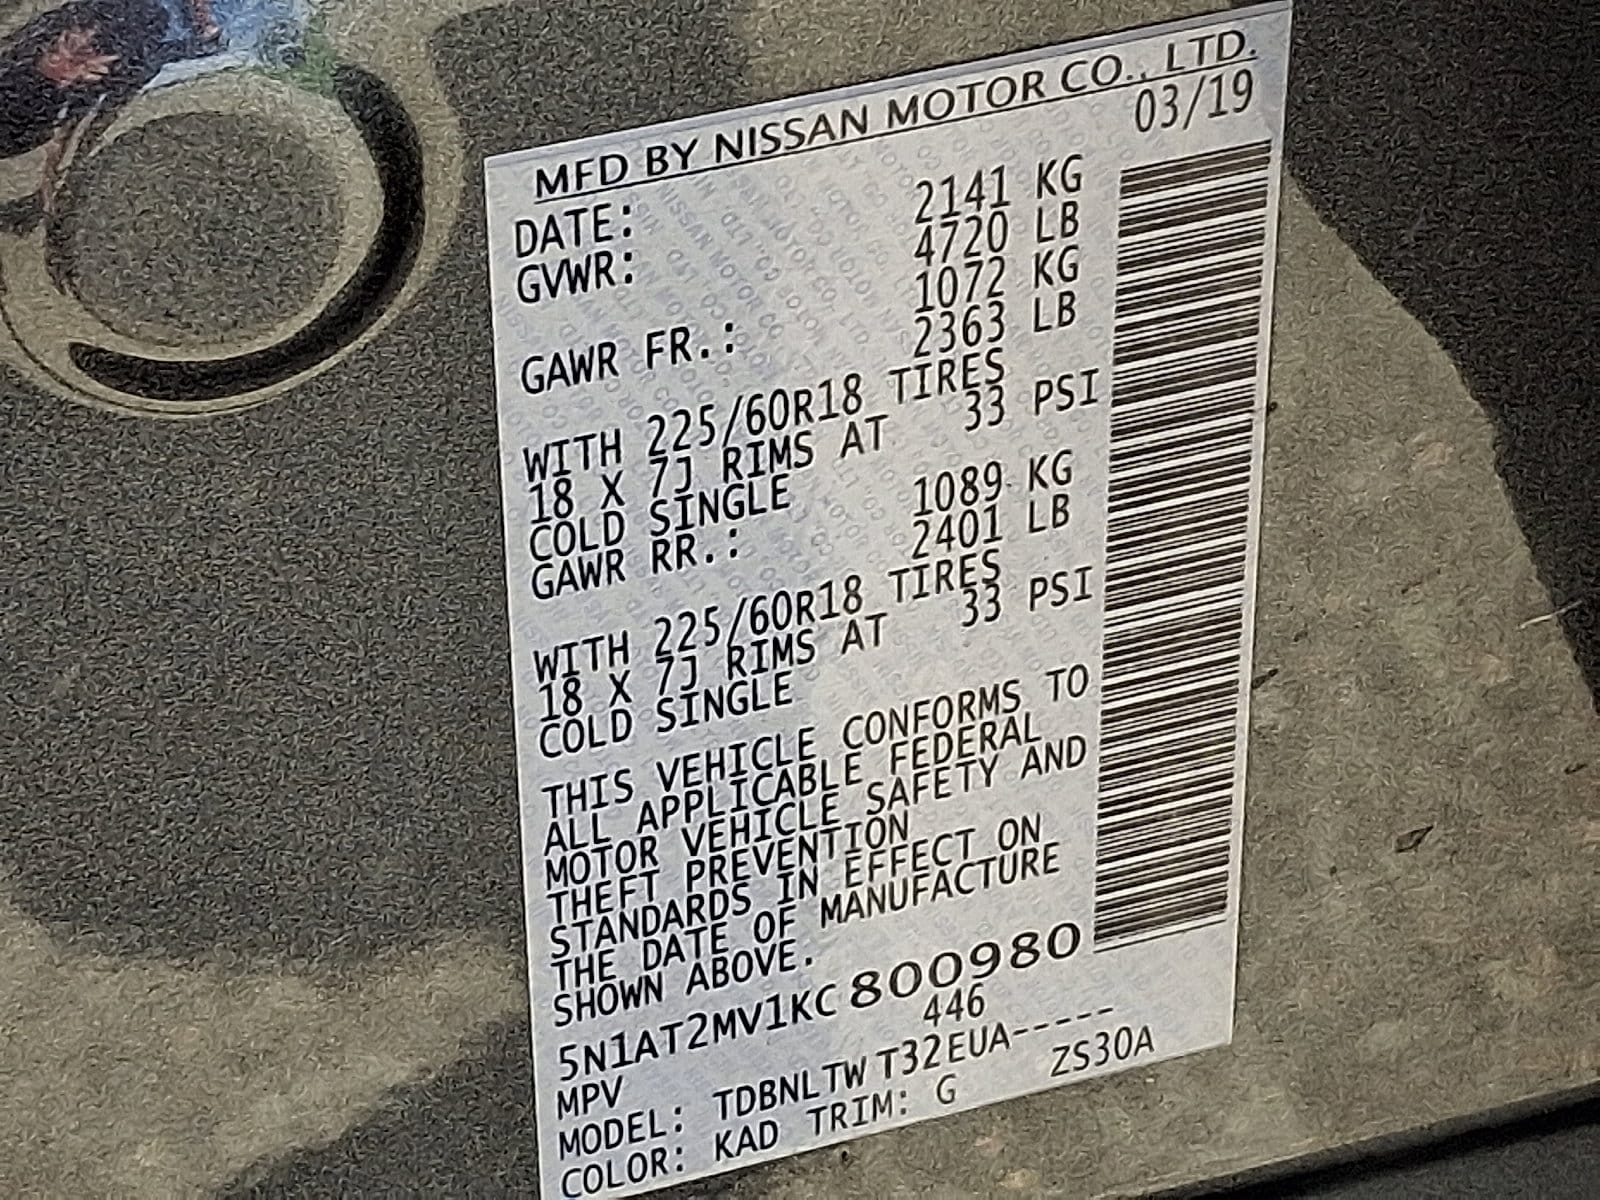 MFD BY NISSAN MOTOR CO., LTD.
DATE: 03/19
GVWR: 2141 KG
4720 LB
GAWR FR.: 1072 KG
2363 LB
WITH 225/60R18 TIRES
18 X 7J RIMS AT 33 PSI
COLD SINGLE
GAWR RR.: 1089 KG
2401 LB
WITH 225/60R18 TIRES
18 X 7J RIMS AT 33 PSI
COLD SINGLE
THIS VEHICLE CONFORMS TO
ALL APPLICABLE FEDERAL
MOTOR VEHICLE SAFETY AND
THEFT PREVENTION
STANDARDS IN EFFECT ON
THE DATE OF MANUFACTURE
SHOWN ABOVE.
5N1AT2MV1KC800980
MPV 446
MODEL: TDBNLTWT32EUA-----
COLOR: KAD TRIM: G ZS30A